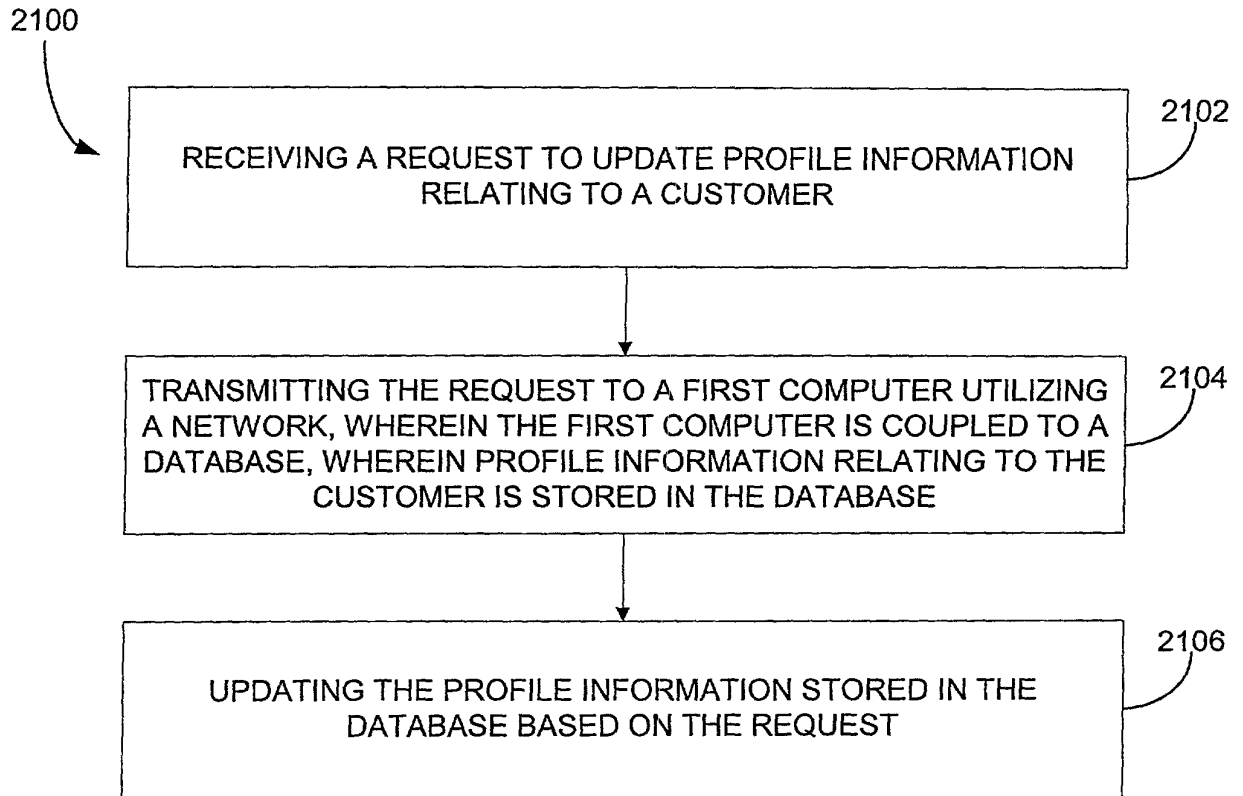 2100
2102
RECEIVING A REQUEST TO UPDATE PROFILE INFORMATION
RELATING TO A CUSTOMER
2104
TRANSMITTING THE REQUEST TO A FIRST COMPUTER UTILIZING
A NETWORK, WHEREIN THE FIRST COMPUTER IS COUPLED TO A
DATABASE, WHEREIN PROFILE INFORMATION RELATING TO THE
CUSTOMER IS STORED IN THE DATABASE
2106
UPDATING THE PROFILE INFORMATION STORED IN THE
DATABASE BASED ON THE REQUEST